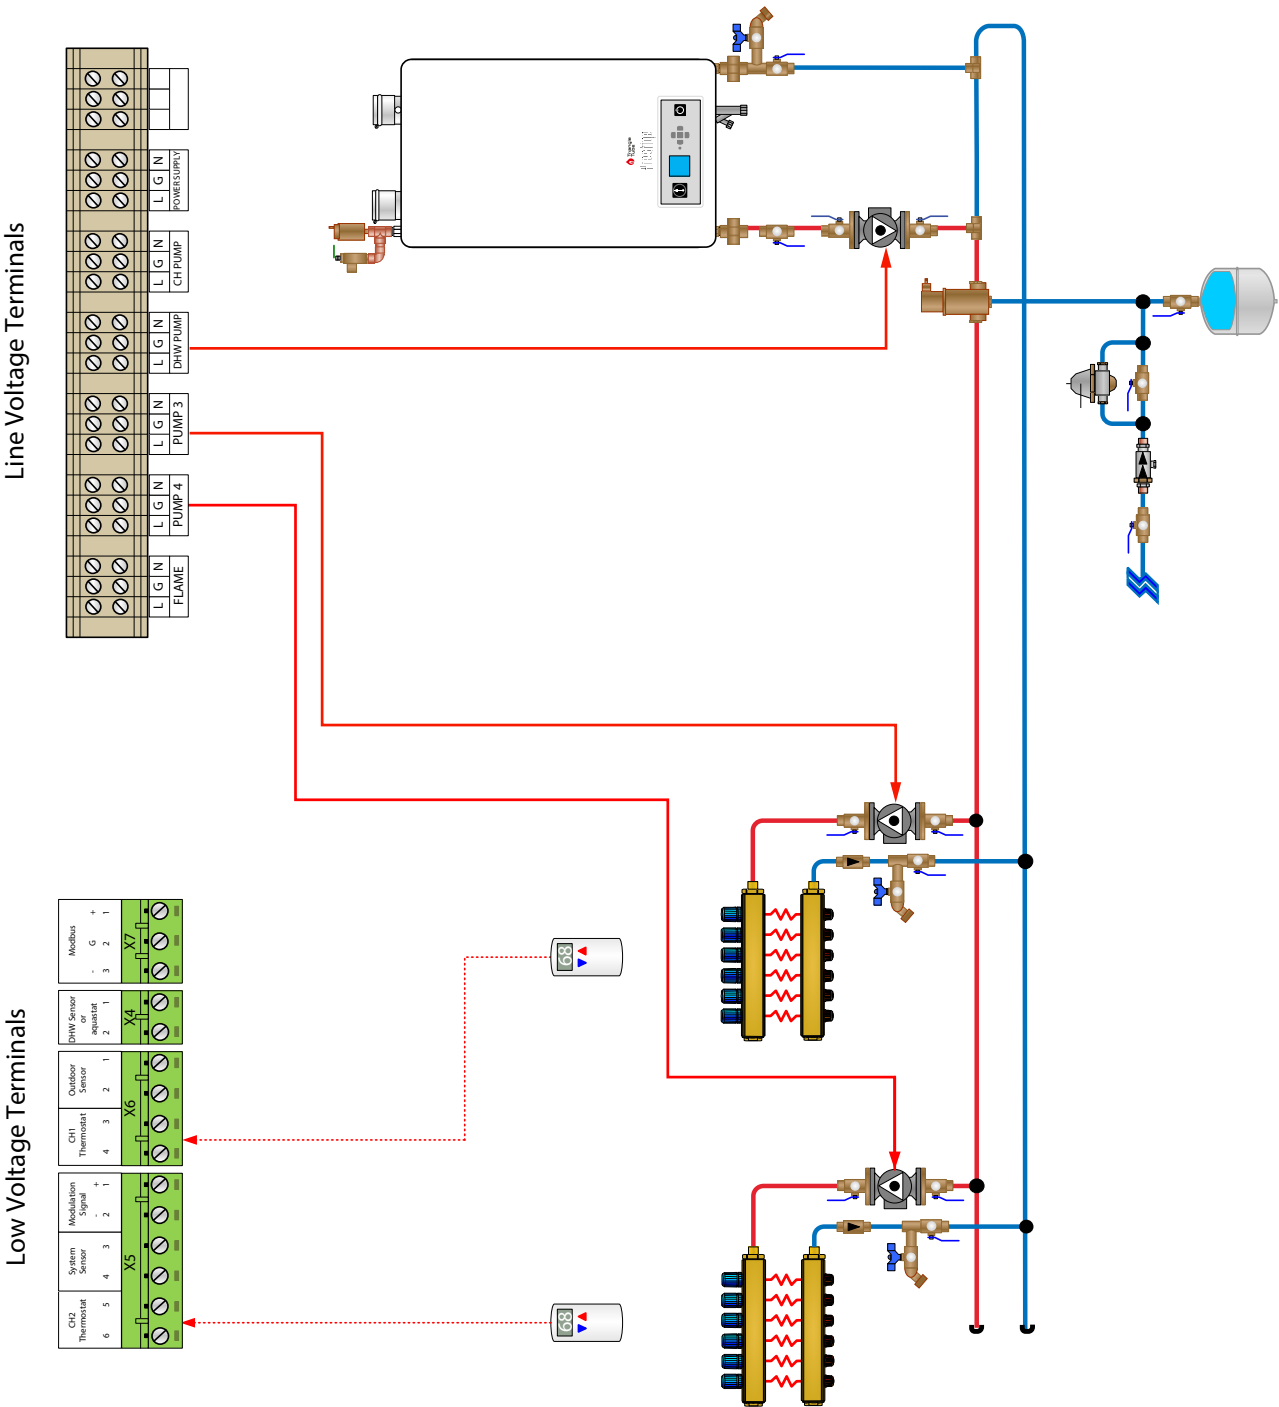 Line Voltage Terminals
N
G
L
POWER SUPPLY
N
G
L
CH PUMP
N
G
L
DHW PUMP
N
G
L
PUMP 3
N
G
L
PUMP 4
N
G
L
FLAME
Low Voltage Terminals
Modbus
+
G
-
1
2
3
X7
DHW Sensor
or
aquastat
1
2
X4
Outdoor
Sensor
1
2
CH1
Thermostat
3
4
X6
Modulation
Signal
+
-
1
2
System
Sensor
3
4
CH2
Thermostat
5
6
X5
68
68
Triangle
Tube